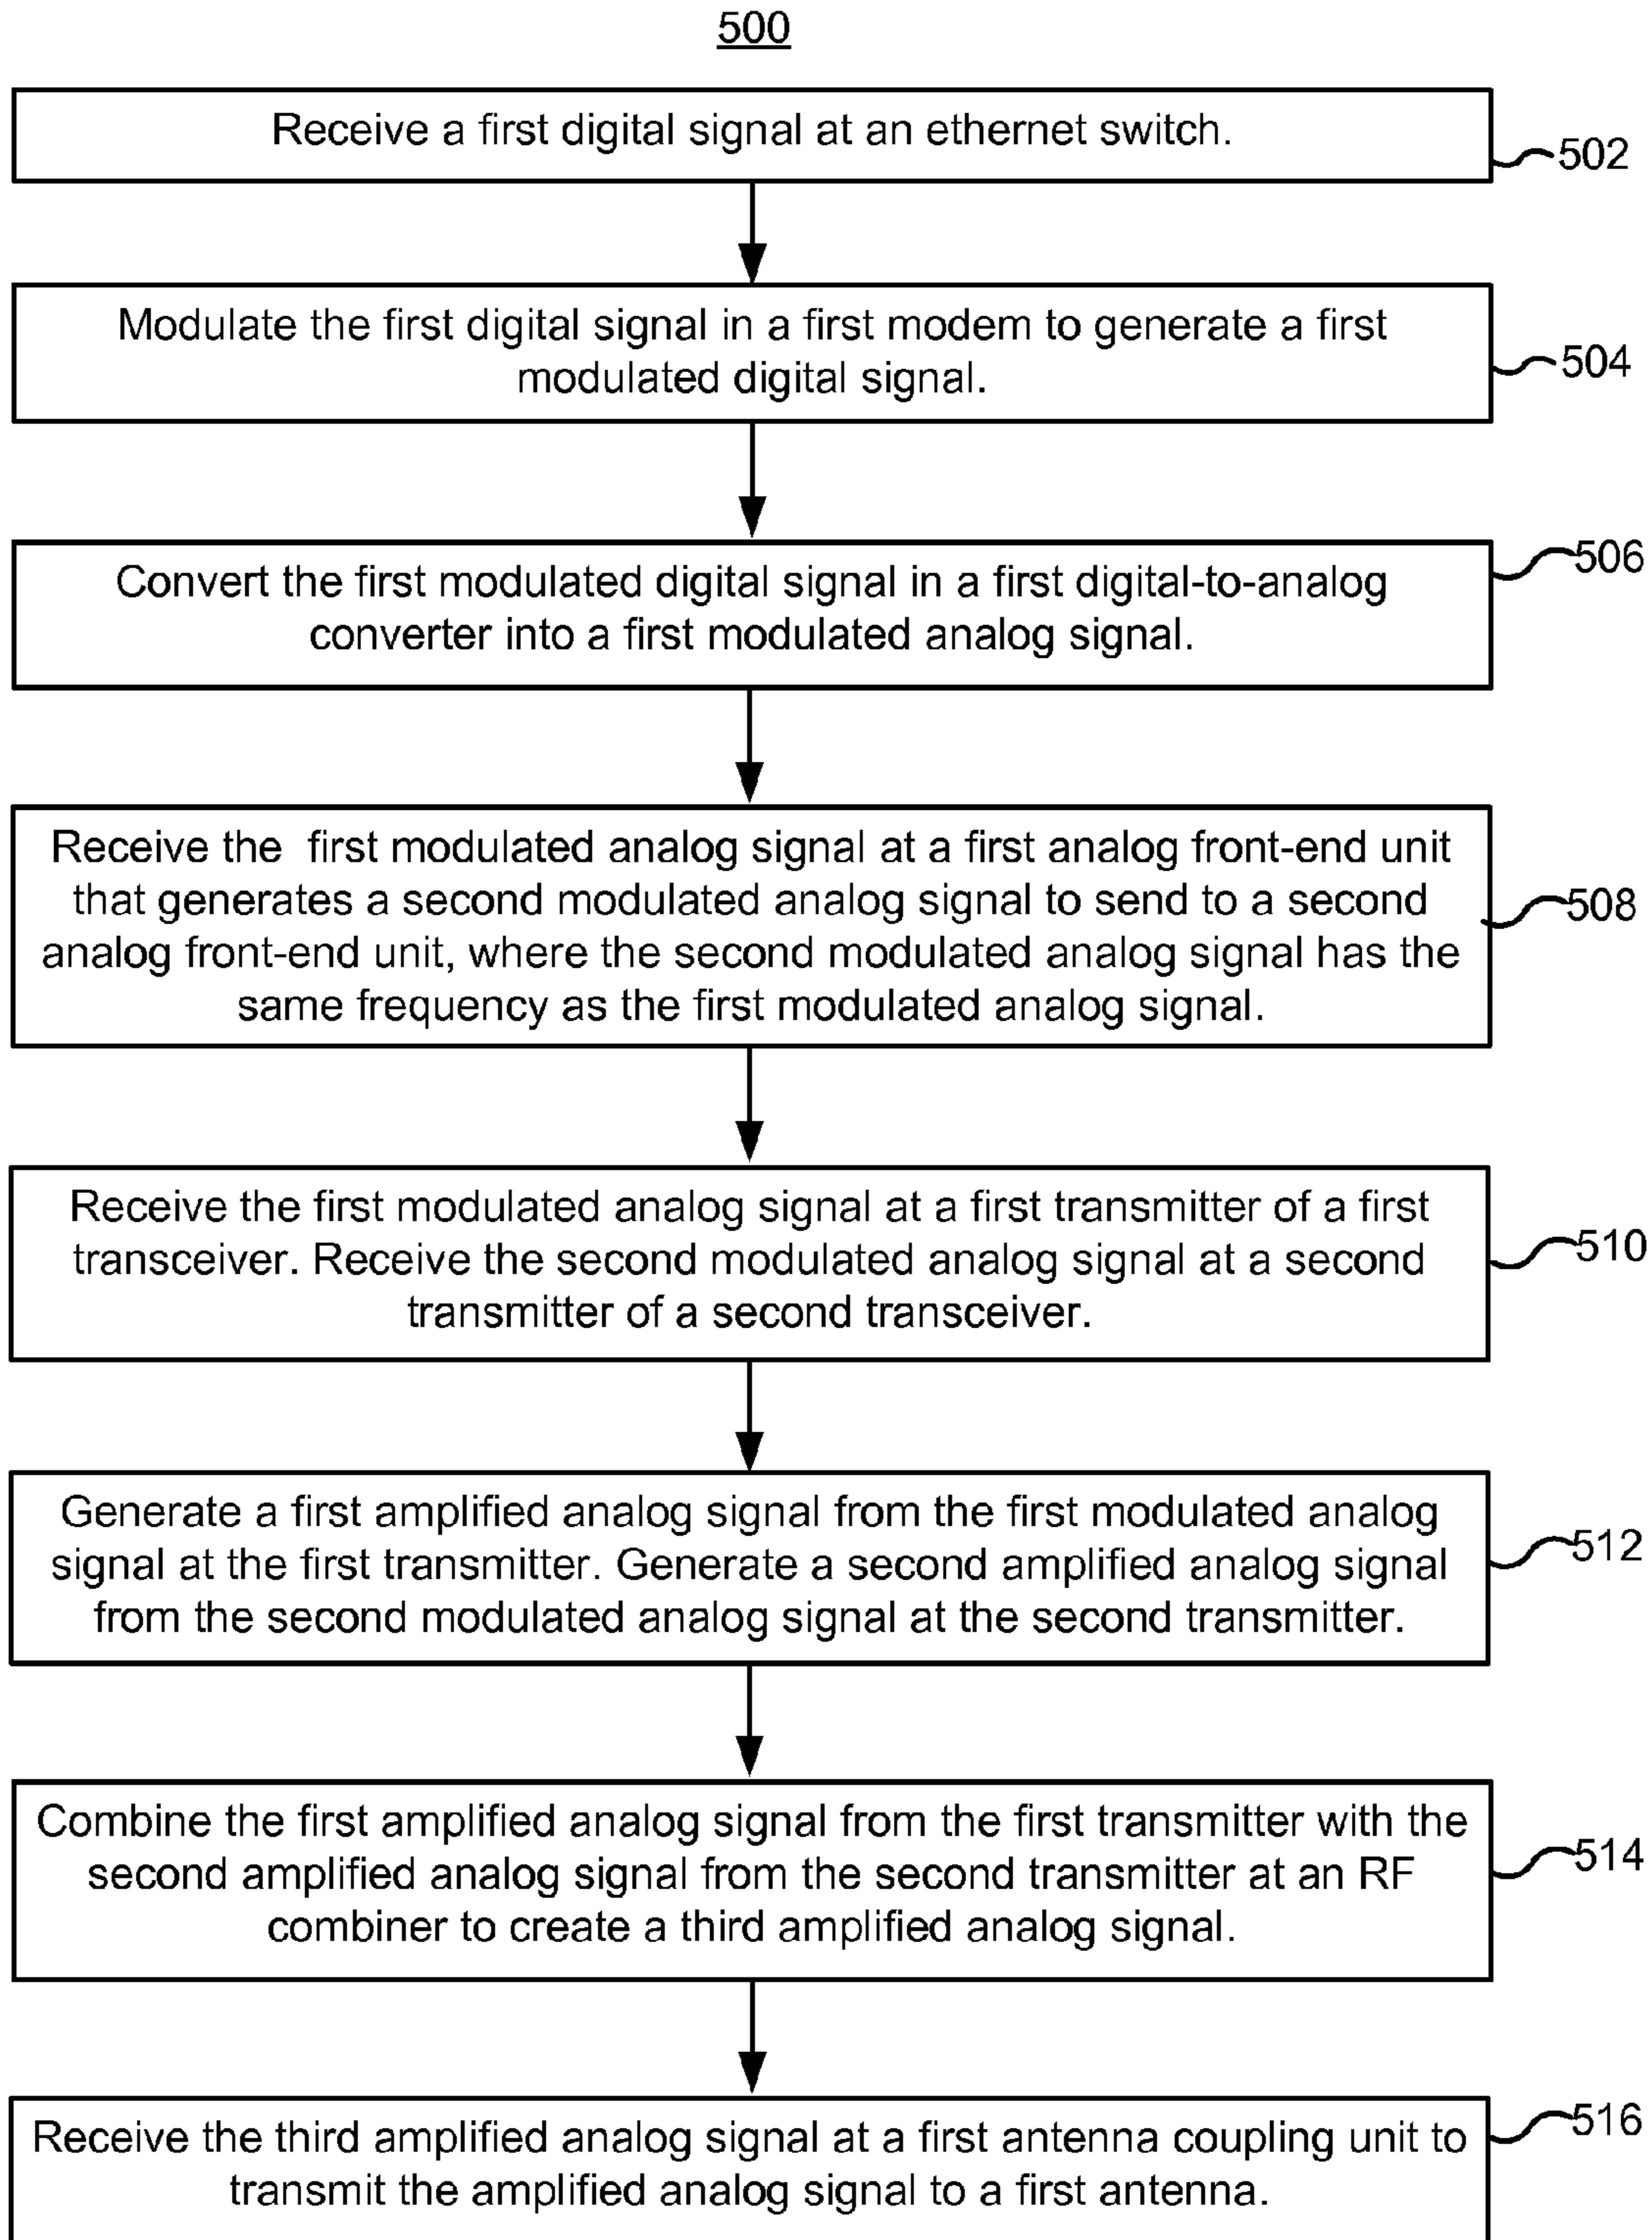 500
Receive a first digital signal at an ethernet switch.
502
Modulate the first digital signal in a first modem to generate a first
modulated digital signal.
504
Convert the first modulated digital signal in a first digital-to-analog
converter into a first modulated analog signal.
506
Receive the first modulated analog signal at a first analog front-end unit
that generates a second modulated analog signal to send to a second
analog front-end unit, where the second modulated analog signal has the
same frequency as the first modulated analog signal.
508
Receive the first modulated analog signal at a first transmitter of a first
transceiver. Receive the second modulated analog signal at a second
transmitter of a second transceiver.
510
Generate a first amplified analog signal from the first modulated analog
signal at the first transmitter. Generate a second amplified analog signal
from the second modulated analog signal at the second transmitter.
512
Combine the first amplified analog signal from the first transmitter with the
second amplified analog signal from the second transmitter at an RF
combiner to create a third amplified analog signal.
514
Receive the third amplified analog signal at a first antenna coupling unit to
transmit the amplified analog signal to a first antenna.
516